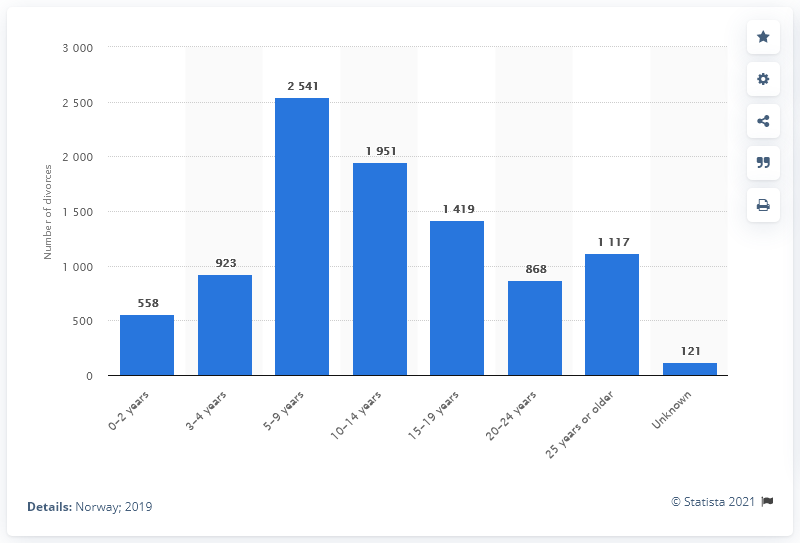 3 000
2 500
2 000
1 500
1 000
500
0
Number of divorces
558
923
2 541
1 951
1 419
868
1 117
121
0–2 years
3–4 years
5–9 years
10–14 years
15–19 years
20–24 years
25 years or older
Unknown
Details: Norway; 2019
© Statista 2021